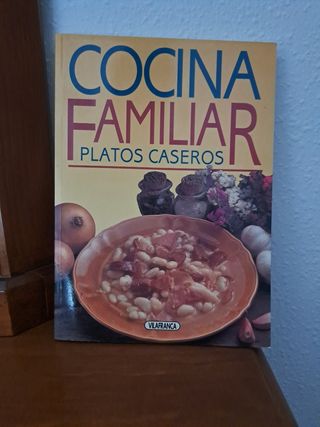 COCINA
FAMILIAR
PLATOS CASEROS
VILAFRANCA